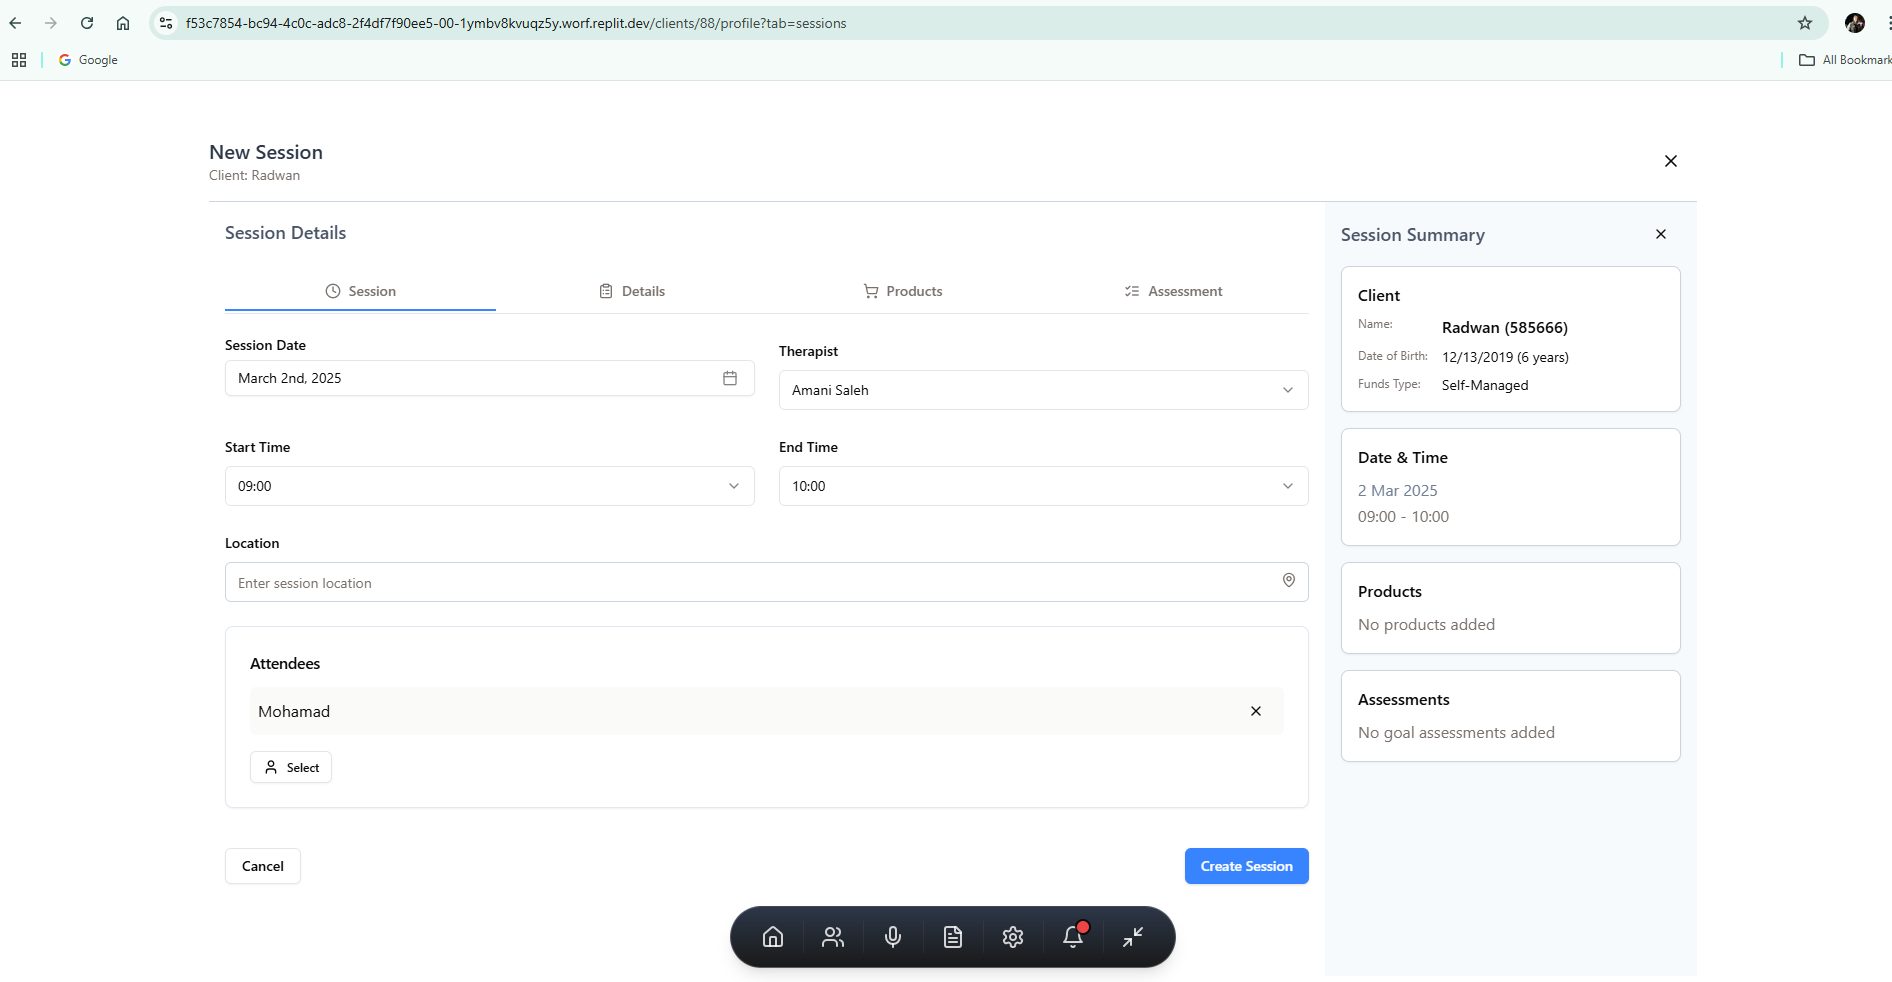 f53c7854-bc94-4c0c-adc8-2f4df7f90ee5-00-1ymbv8kvuqz5y.worf.replit.dev/clients/88/profile?tab=sessions
Google
All Bookmark
New Session
Client: Radwan
Session Details
Session
Details
Products
Assessment
Session Date
March 2nd, 2025
Therapist
Amani Saleh
Start Time
09:00
End Time
10:00
Location
Enter session location
Attendees
Mohamad
Select
Cancel
Create Session
Session Summary
Client
Name: Radwan (585666)
Date of Birth: 12/13/2019 (6 years)
Funds Type: Self-Managed
Date & Time
2 Mar 2025
09:00 - 10:00
Products
No products added
Assessments
No goal assessments added